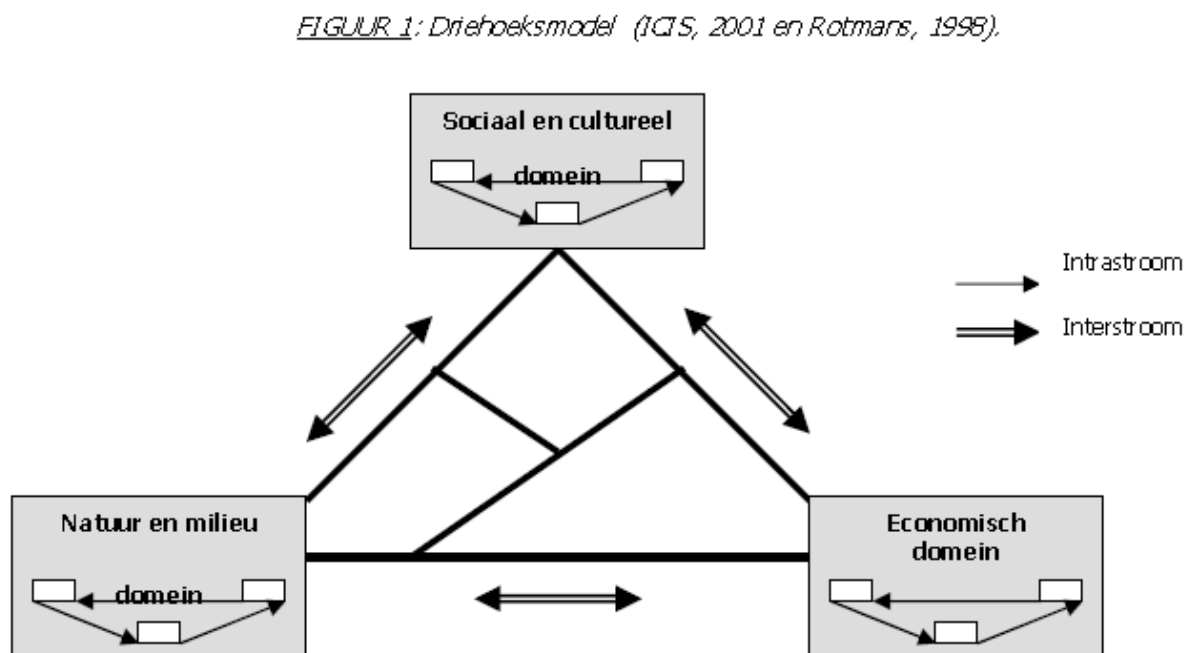 FIGUUR 1: Driehoeksmodel (ICIS, 2001 en Rotmans, 1998).
Sociaal en cultureel
domein
Intrastroom
Interstroom
Natuur en milieu
domein
Economisch
domein